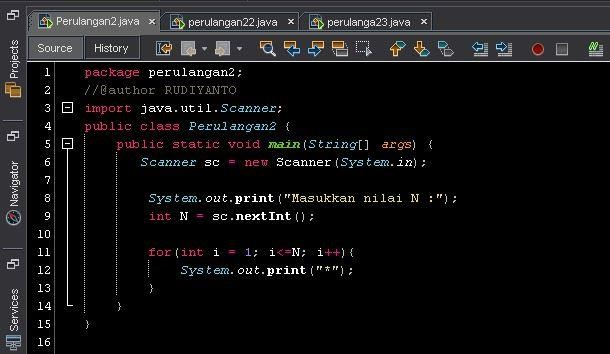 Perulangan2.java perulangan22.java perulanga23.java
Source History
Projects
Navigator
Services
1 package perulangan2;
2 //@author RUDIYANTO
3 import java.util.Scanner;
4 public class Perulangan2 {
5 public static void main(String[] args) {
6 Scanner sc = new Scanner(System.in);
7
8 System.out.print("Masukkan nilai N :");
9 int N = sc.nextInt();
10
11 for(int i = 1; i<=N; i++){
12 System.out.print("*");
13 }
14 }
15 }
16